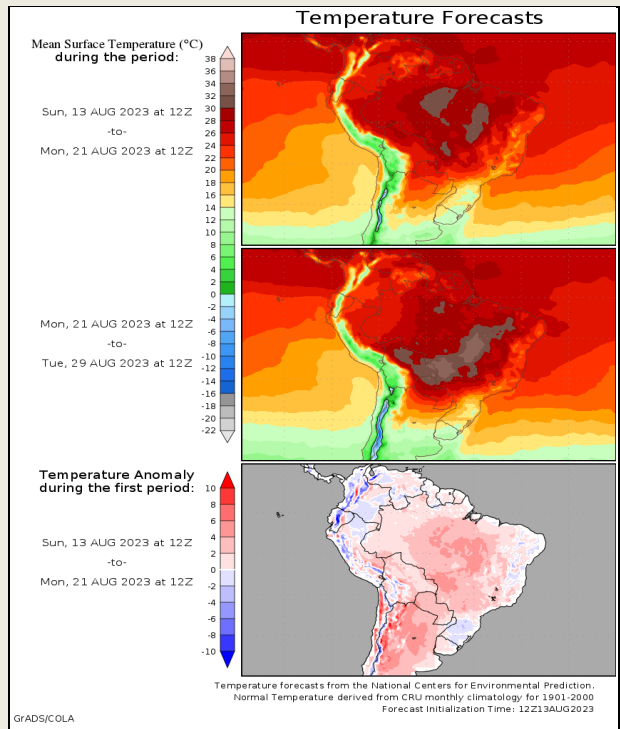 Temperature Forecasts
Mean Surface Temperature (°C)
during the period:
38
36
34
32
30
28
26
24
22
20
18
16
14
12
10
8
6
4
2
0
-2
-4
-6
-8
-10
-12
-14
-16
-18
-20
-22
Sun, 13 AUG 2023 at 12Z
-to-
Mon, 21 AUG 2023 at 12Z
Mon, 21 AUG 2023 at 12Z
-to-
Tue, 29 AUG 2023 at 12Z
Temperature Anomaly
during the first period:
10
8
6
4
2
0
-2
-4
-6
-8
-10
Sun, 13 AUG 2023 at 12Z
-to-
Mon, 21 AUG 2023 at 12Z
Temperature forecasts from the National Centers for Environmental Prediction.
Normal Temperature derived from CRU monthly climatology for 1901-2000
Forecast Initialization Time: 12Z13AUG2023
GrADS/COLA